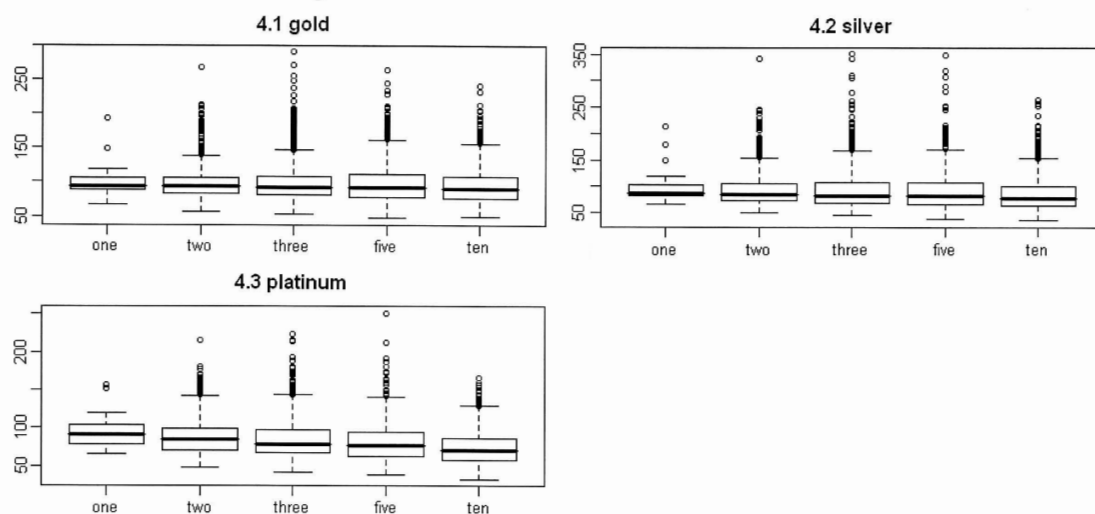 4.1 gold
250
150
50
one two three five ten
4.2 silver
350
250
150
50
one two three five ten
4.3 platinum
200
100
50
one two three five ten